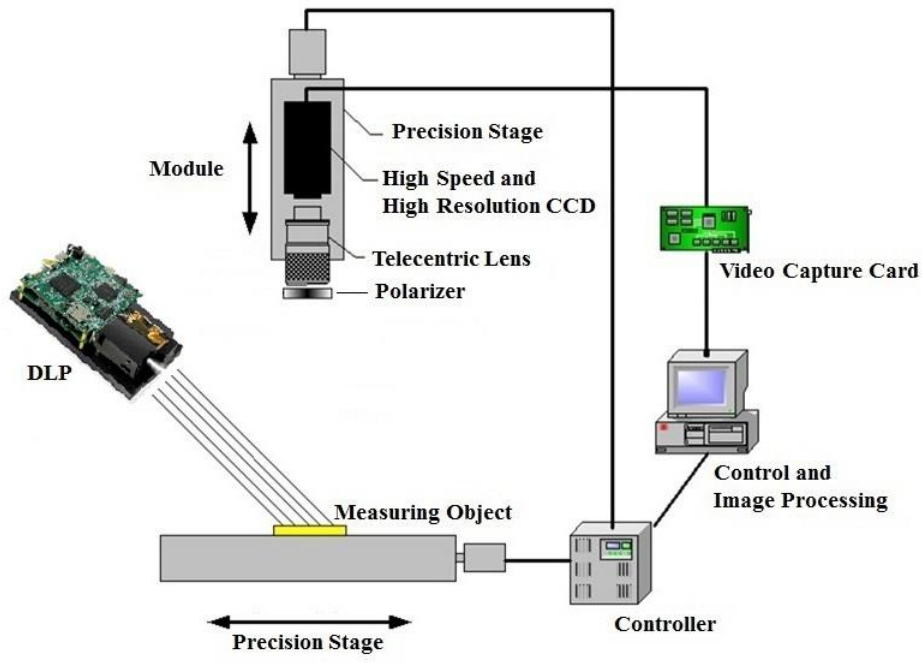 Precision Stage
Module
High Speed and
High Resolution CCD
Telecentric Lens
Video Capture Card
Polarizer
DLP
Control and
Image Processing
Measuring Object
Controller
Precision Stage